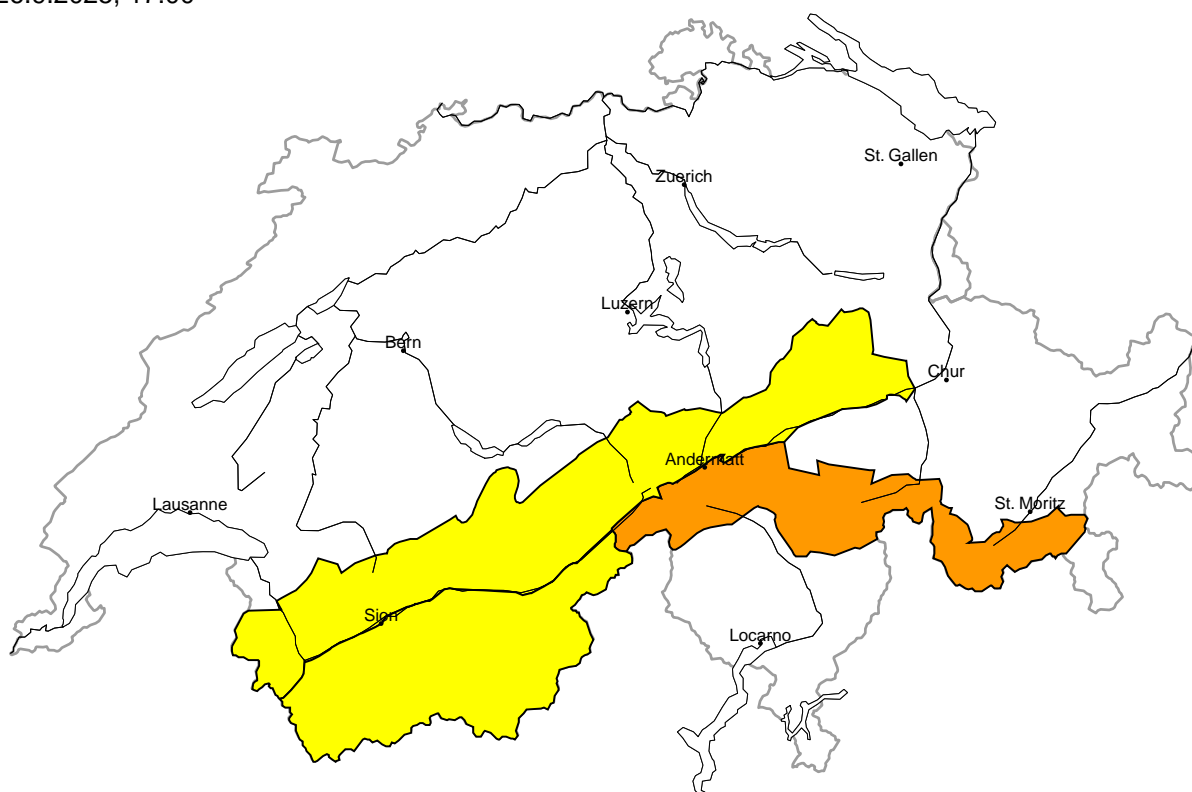 St. Gallen
Zuerich
Luzern
Bern
Chur
Andermatt
Lausanne
St. Moritz
Sion
Locarno